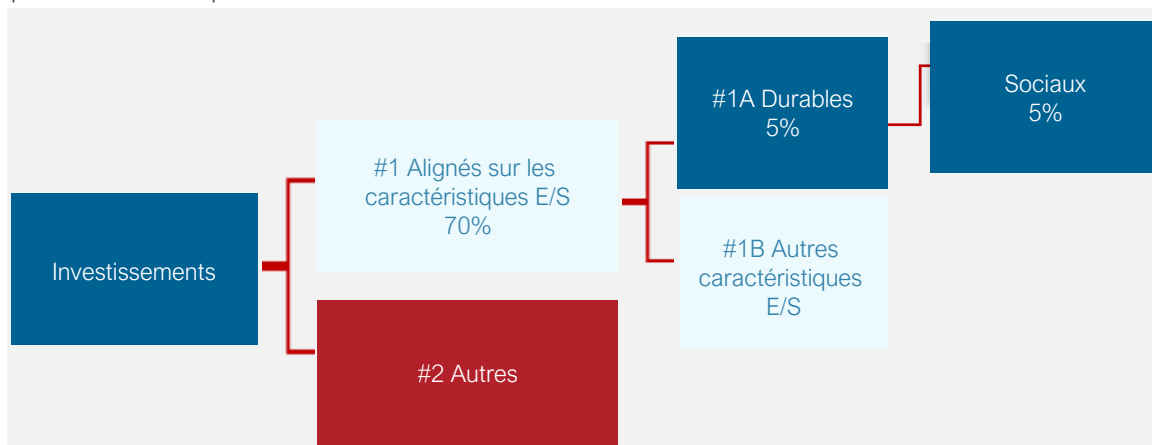 Investissements
#1 Alignés sur les
caractéristiques E/S
70%
#2 Autres
#1A Durables
5%
#1B Autres
caractéristiques
E/S
Sociaux
5%